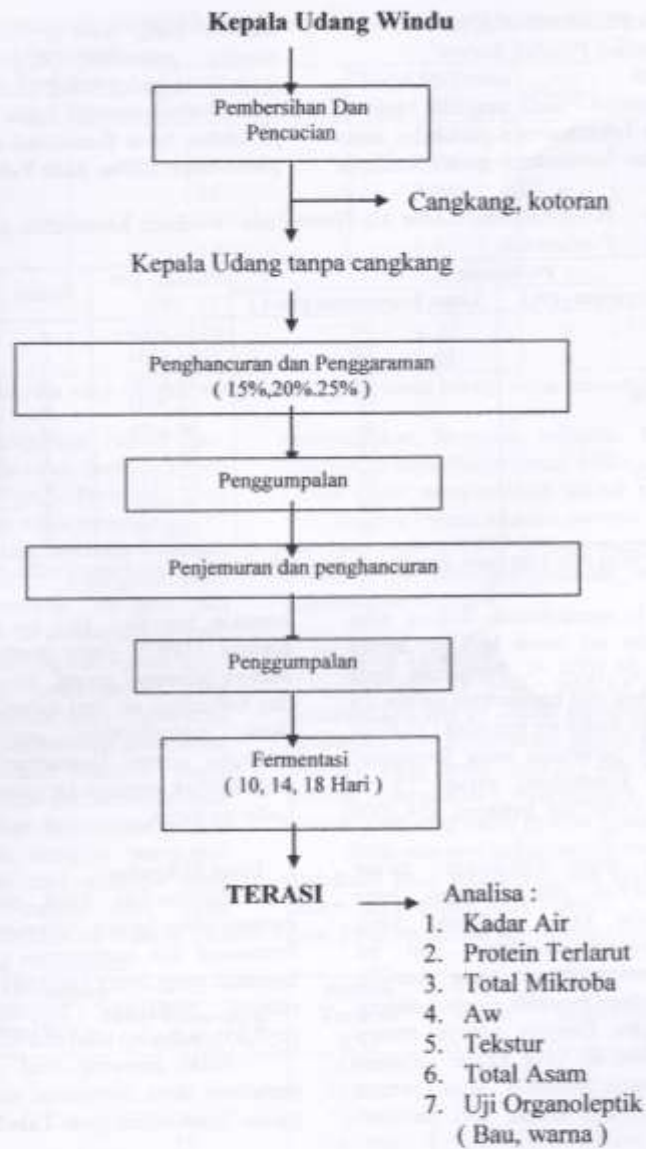 Kepala Udang Windu
Pembersihan Dan
Pencucian
Cangkang, kotoran
Kepala Udang tanpa cangkang
Penghancuran dan Penggaraman
( 15%,20%.25% )
Penggumpalan
Penjemuran dan penghancuran
Penggumpalan
Fermentasi
( 10, 14, 18 Hari )
TERASI
Analisa :
1. Kadar Air
2. Protein Terlarut
3. Total Mikroba
4. Aw
5. Tekstur
6. Total Asam
7. Uji Organoleptik
( Bau, warna )